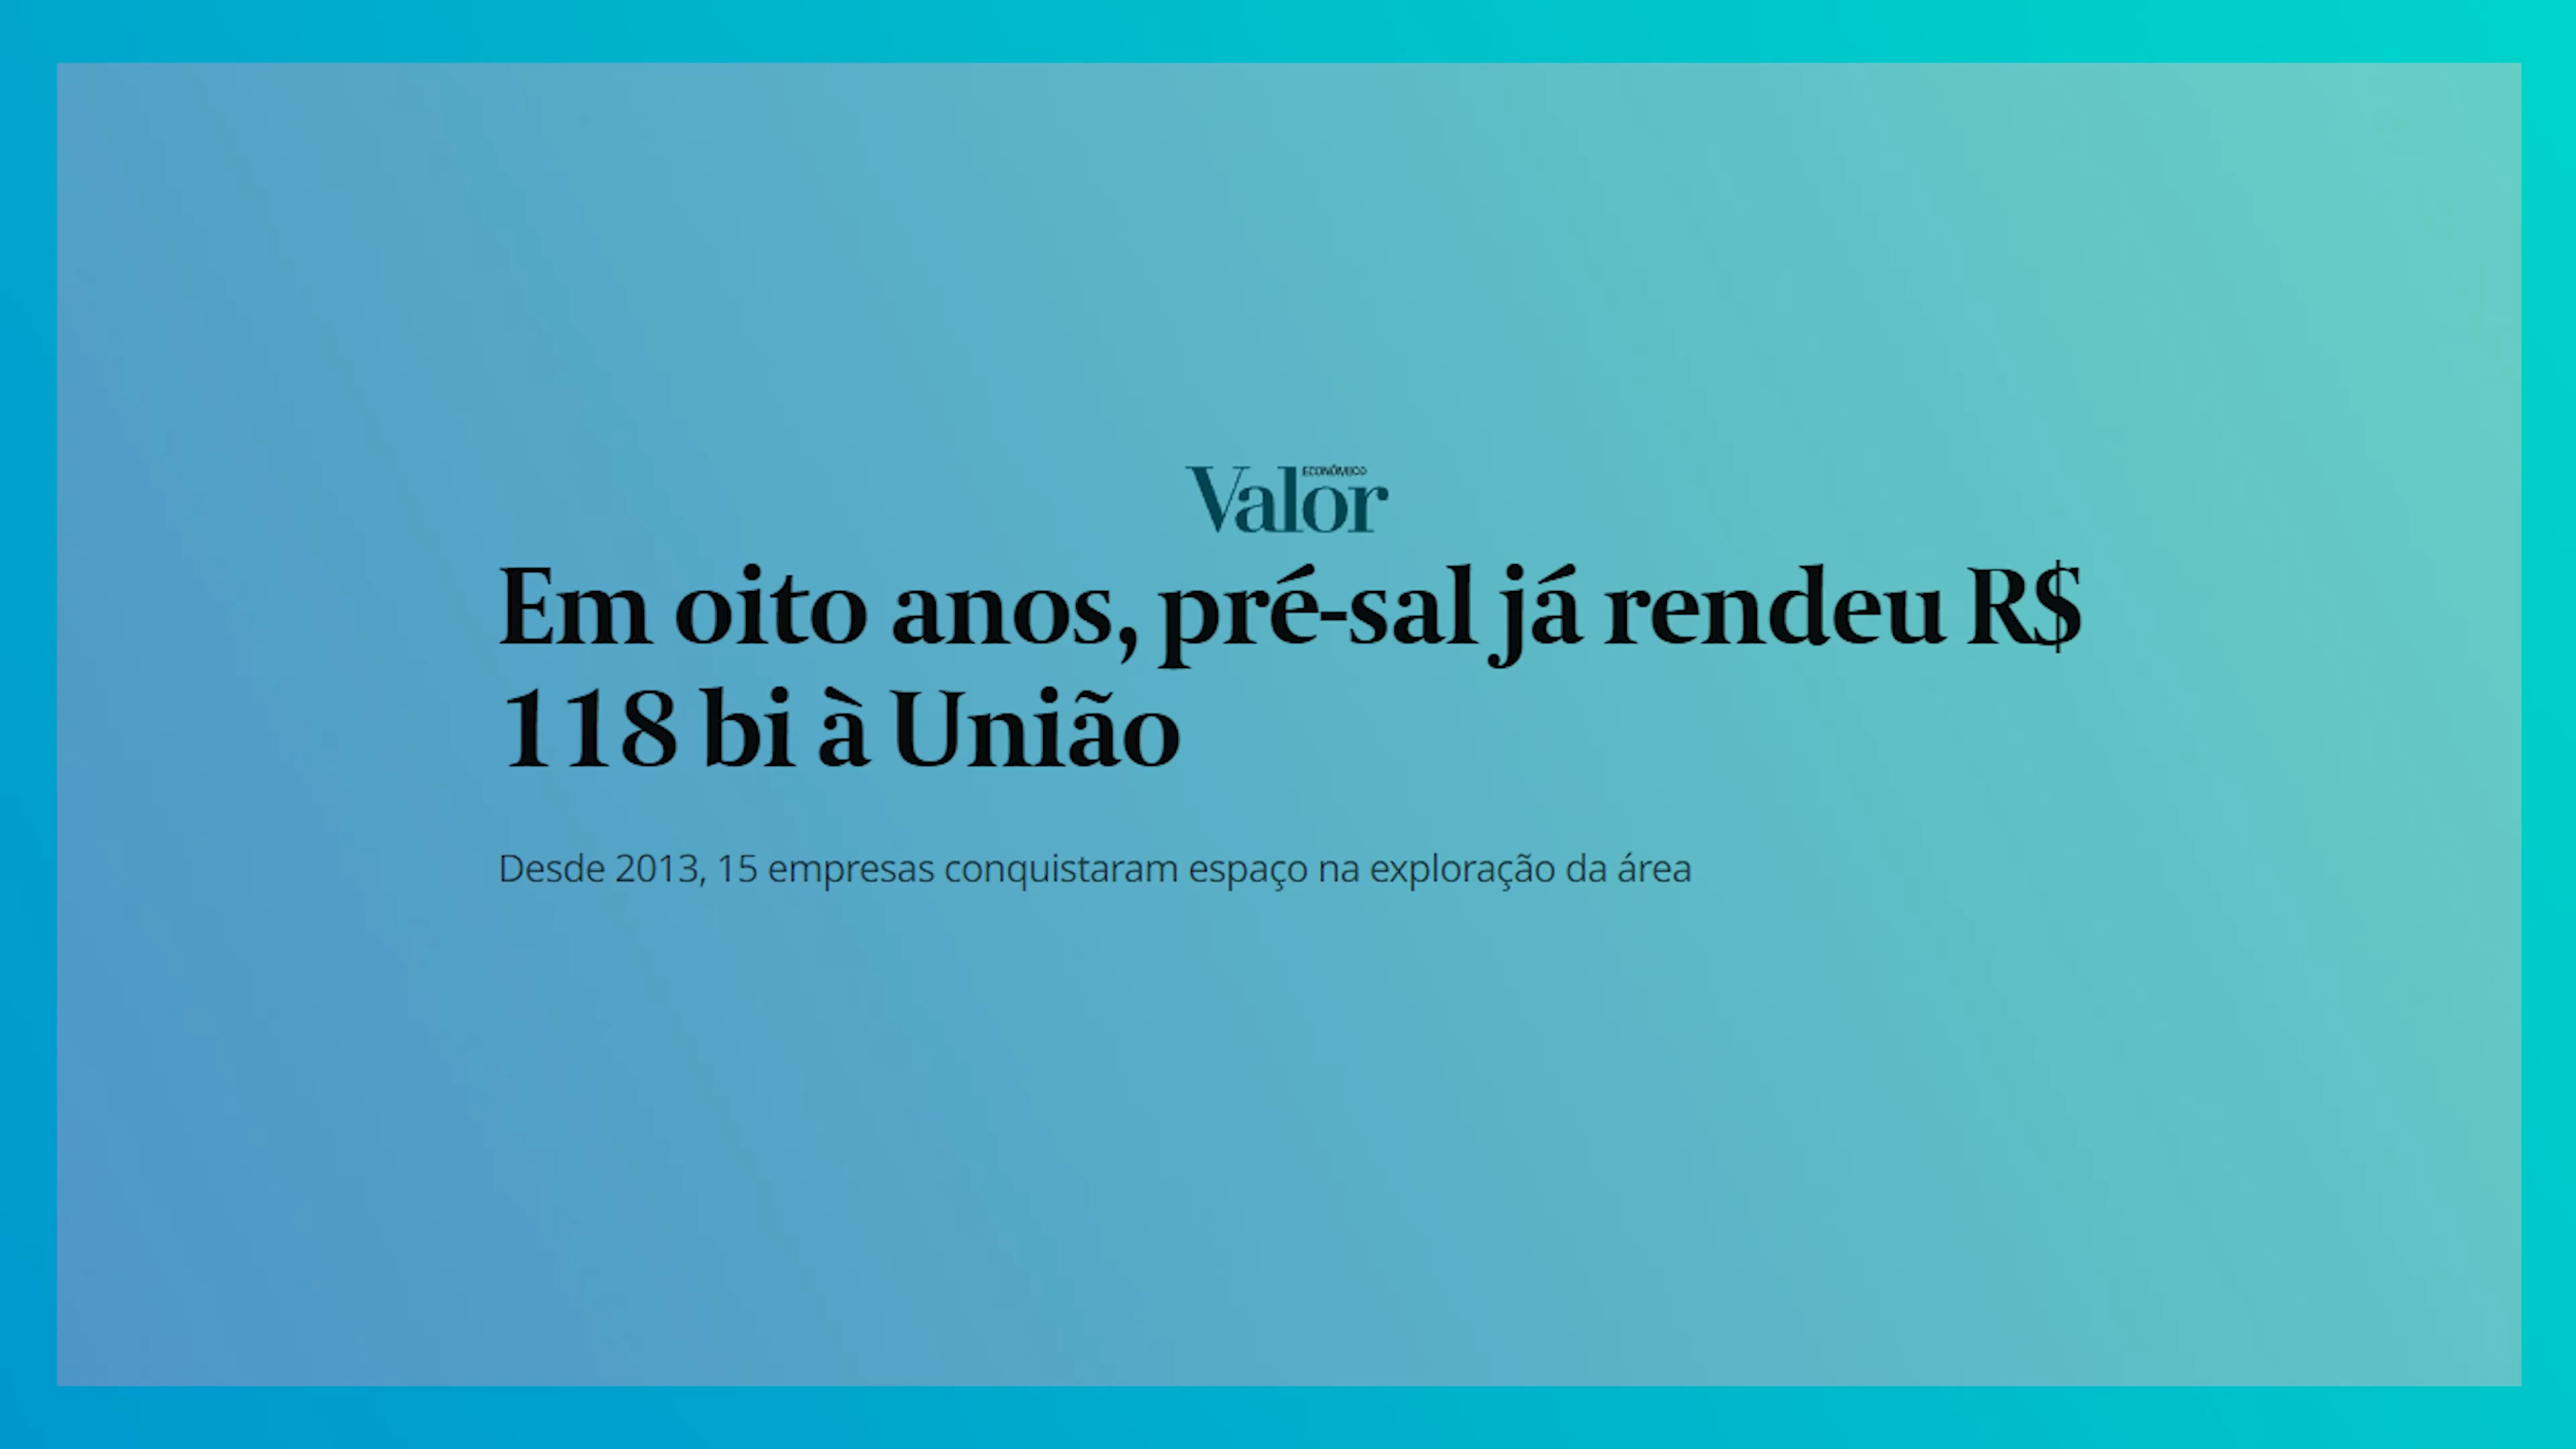 Valor ECONÔMICO
Em oito anos, pré-sal já rendeu R$
118 bi à União
Desde 2013, 15 empresas conquistaram espaço na exploração da área